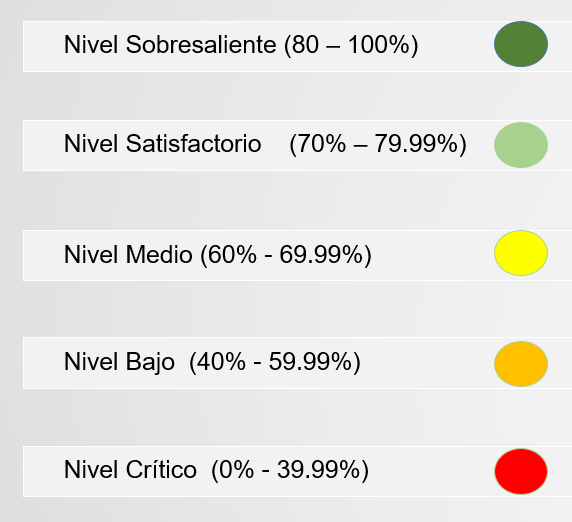 Nivel Sobresaliente (80 – 100%)
Nivel Satisfactorio (70% – 79.99%)
Nivel Medio (60% - 69.99%)
Nivel Bajo (40% - 59.99%)
Nivel Crítico (0% - 39.99%)